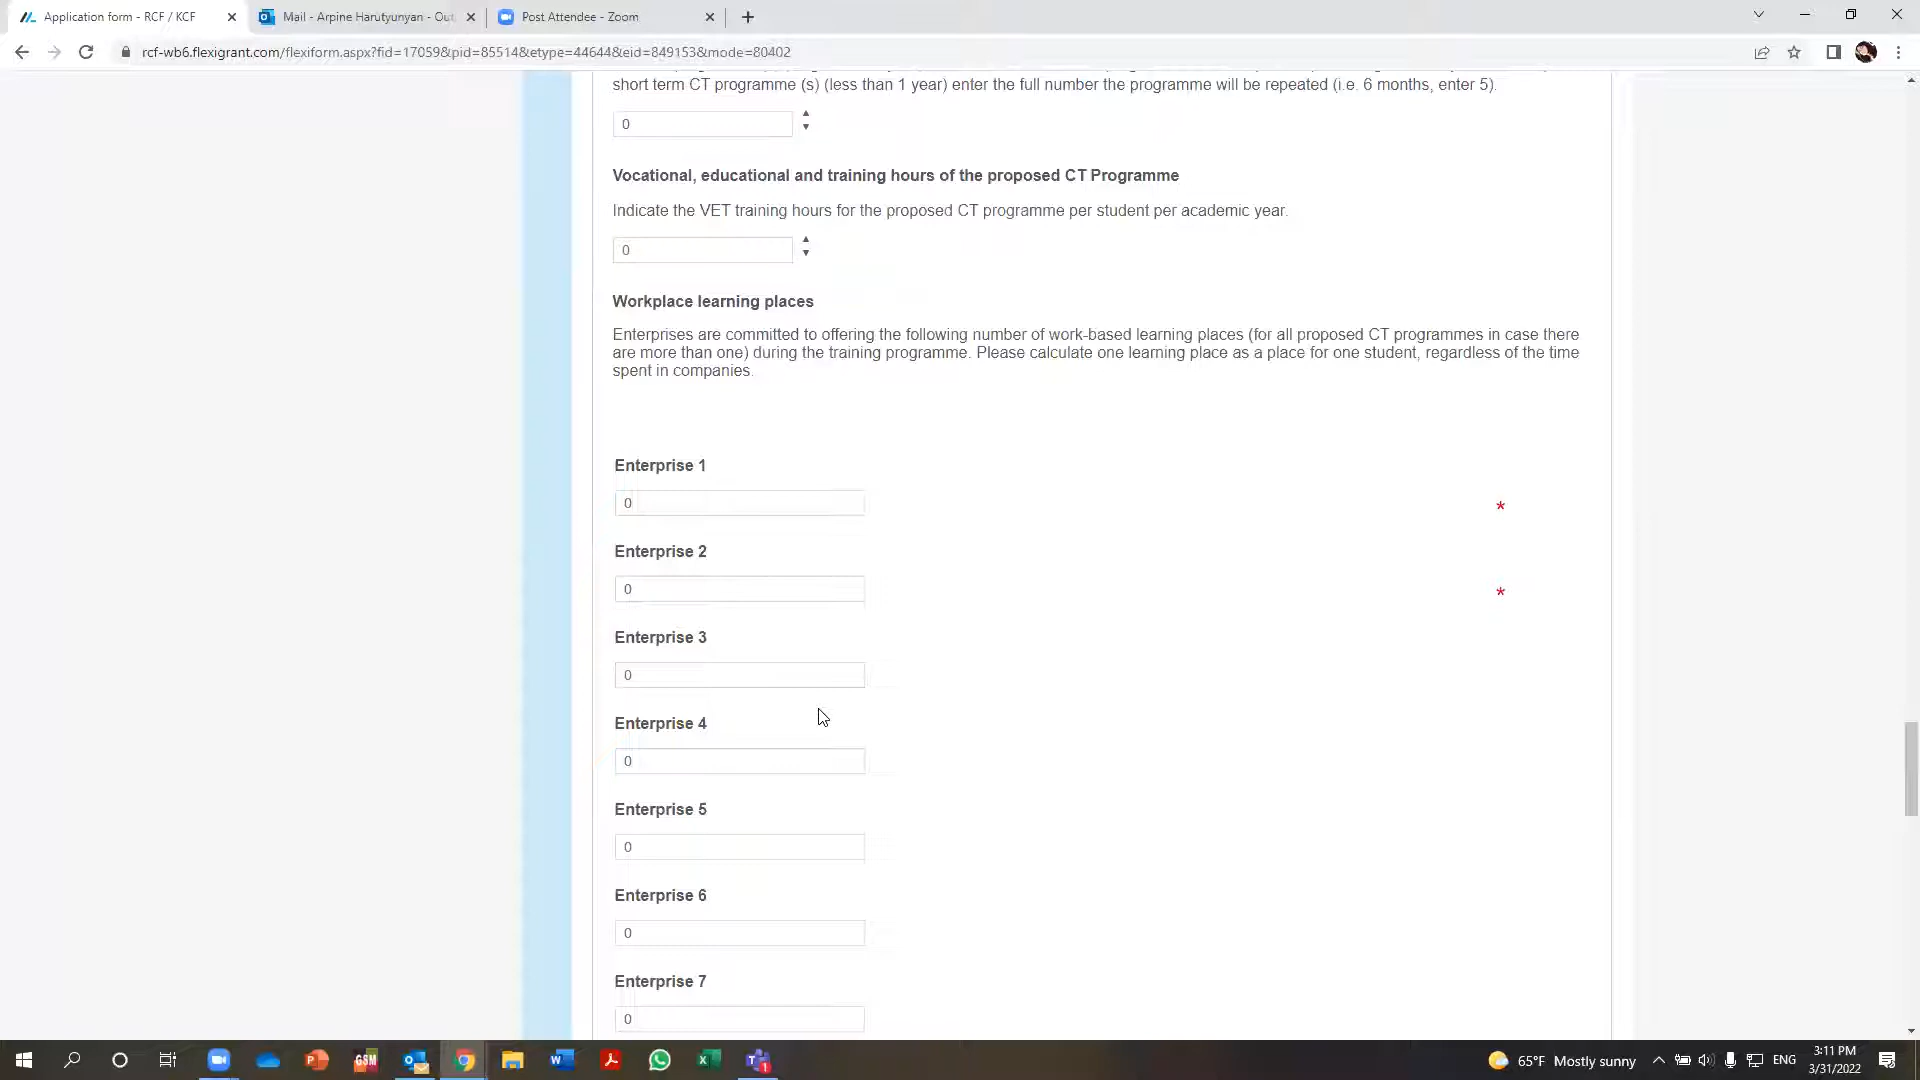 Application form - RCF / KCF
Mail - Arpine Harutyunyan - Out
Post Attendee - Zoom
rcf-wb6.flexigrant.com/flexiform.aspx?fid=17059&pid=85514&etype=44644&eid=849153&mode=80402
short term CT programme (s) (less than 1 year) enter the full number the programme will be repeated (i.e. 6 months, enter 5).
0
Vocational, educational and training hours of the proposed CT Programme
Indicate the VET training hours for the proposed CT programme per student per academic year.
0
Workplace learning places
Enterprises are committed to offering the following number of work-based learning places (for all proposed CT programmes in case there
are more than one) during the training programme. Please calculate one learning place as a place for one student, regardless of the time
spent in companies.
Enterprise 1
0
*
Enterprise 2
0
*
Enterprise 3
0
Enterprise 4
0
Enterprise 5
0
Enterprise 6
0
Enterprise 7
0
GSM
1
65°F Mostly sunny
ENG
3:11 PM
3/31/2022